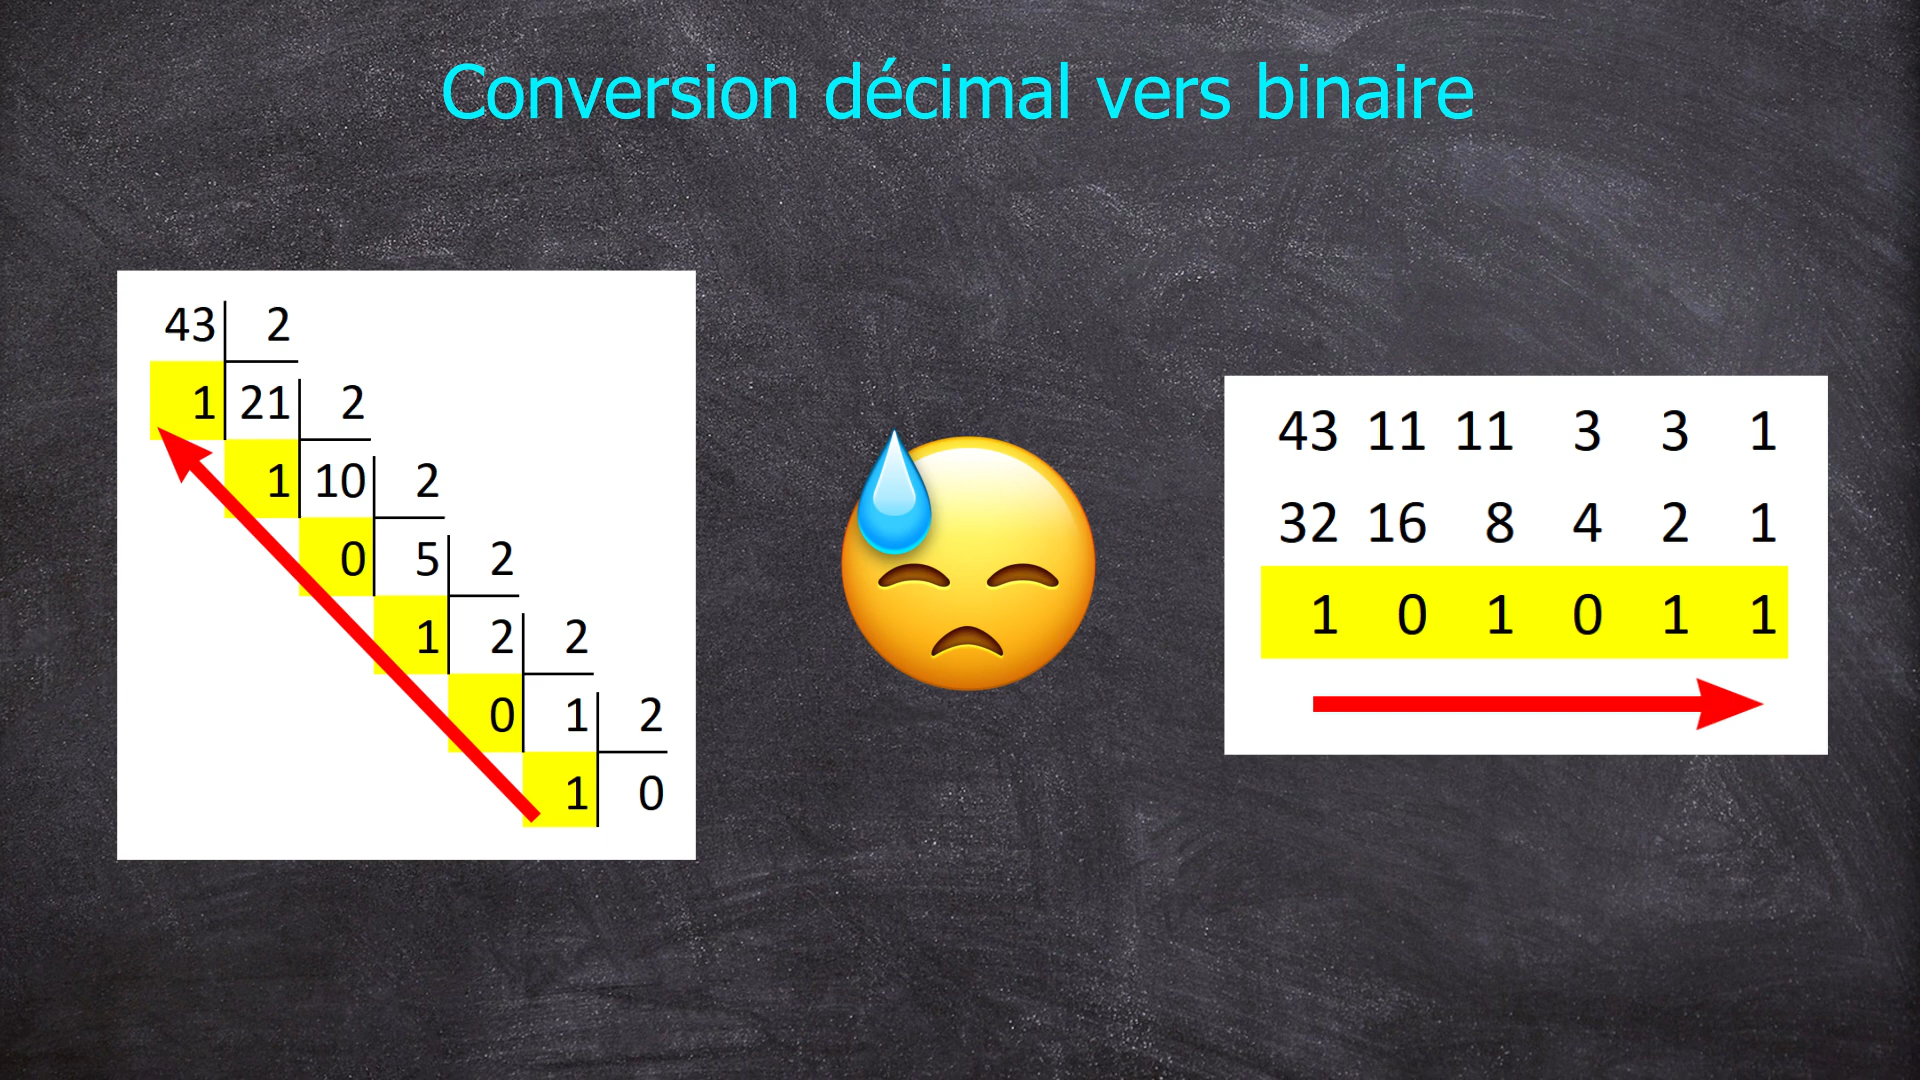 Conversion décimal vers binaire
43 2
1 21 2
1 10 2
0 5 2
1 2 2
0 1 2
1 0
43 11 11 3 3 1
32 16 8 4 2 1
1 0 1 0 1 1